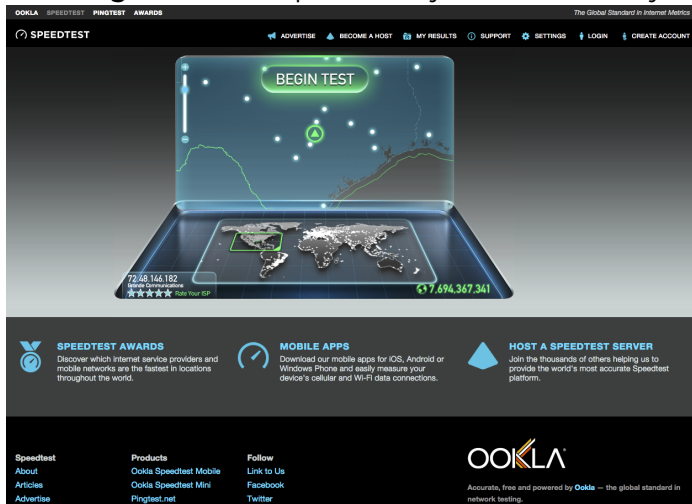 OOKLA SPEEDTEST PINGTEST AWARDS
The Global Standard in Internet Metrics
SPEEDTEST
ADVERTISE BECOME A HOST MY RESULTS SUPPORT SETTINGS LOGIN CREATE ACCOUNT
BEGIN TEST
72.48.146.182
Grande Communications
Rate Your ISP
7,694,367,341
SPEEDTEST AWARDS
Discover which internet service providers and
mobile networks are the fastest in locations
throughout the world.
MOBILE APPS
Download our mobile apps for iOS, Android or
Windows Phone and easily measure your
device's cellular and Wi-Fi data connections.
HOST A SPEEDTEST SERVER
Join the thousands of others helping us to
provide the world's most accurate Speedtest
platform.
Speedtest
About
Articles
Advertise
Products
Ookla Speedtest Mobile
Ookla Speedtest Mini
Pingtest.net
Follow
Link to Us
Facebook
Twitter
OOKLA
Accurate, free and powered by Ookla — the global standard in
network testing.